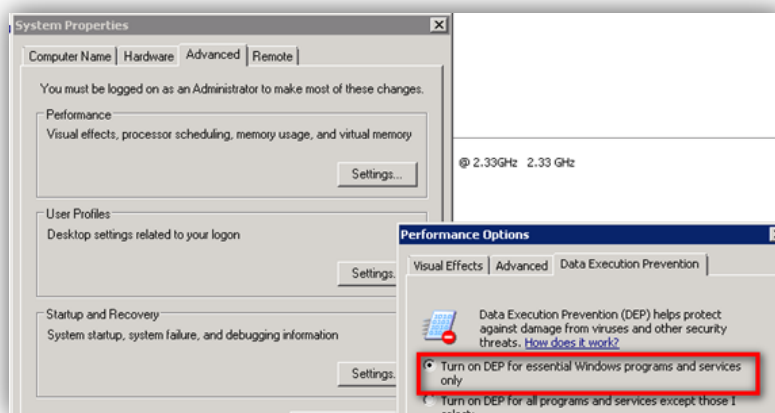 System Properties
Computer Name
Hardware
Advanced
Remote
You must be logged on as an Administrator to make most of these changes.
Performance
Visual effects, processor scheduling, memory usage, and virtual memory
Settings...
@ 2.33GHz 2.33 GHz
User Profiles
Desktop settings related to your logon
Settings.
Startup and Recovery
System startup, system failure, and debugging information
Settings.
Performance Options
Visual Effects
Advanced
Data Execution Prevention
Data Execution Prevention (DEP) helps protect
against damage from viruses and other security
threats. How does it work?
Turn on DEP for essential Windows programs and services
only
Turn on DEP for all programs and services except those I